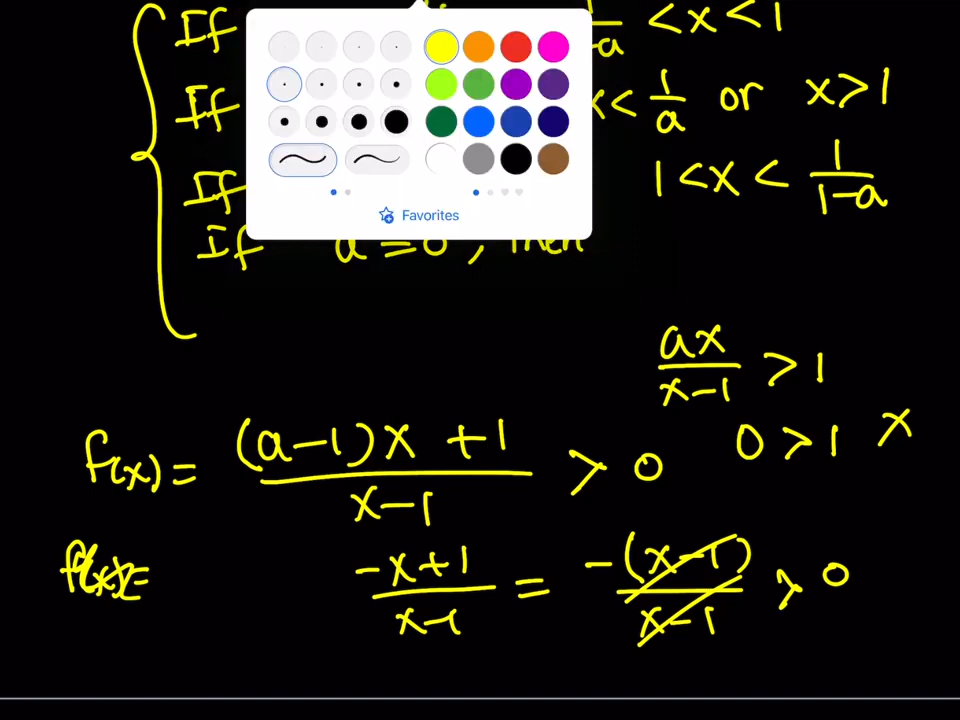 If < x < 1
If x < 1/a or x > 1
If 1 < x < 1/(1-a)
If a = 0, then
ax/(x-1) > 1
f(x) = ((a-1)x + 1)/(x-1) > 0
0 > 1 X
(-x+1)/(x-1) = -(x-1)/(x-1) > 0
Favorites